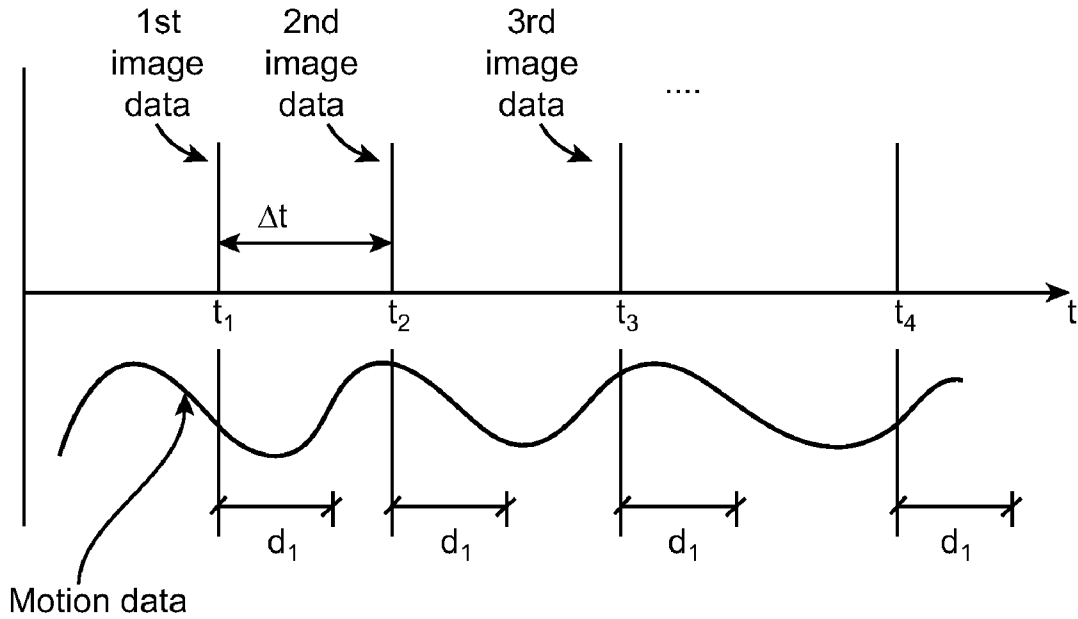 1st
image
data
2nd
image
data
3rd
image
data
....
Δt
t1
t2
t3
t4
t
d1
d1
d1
d1
Motion data